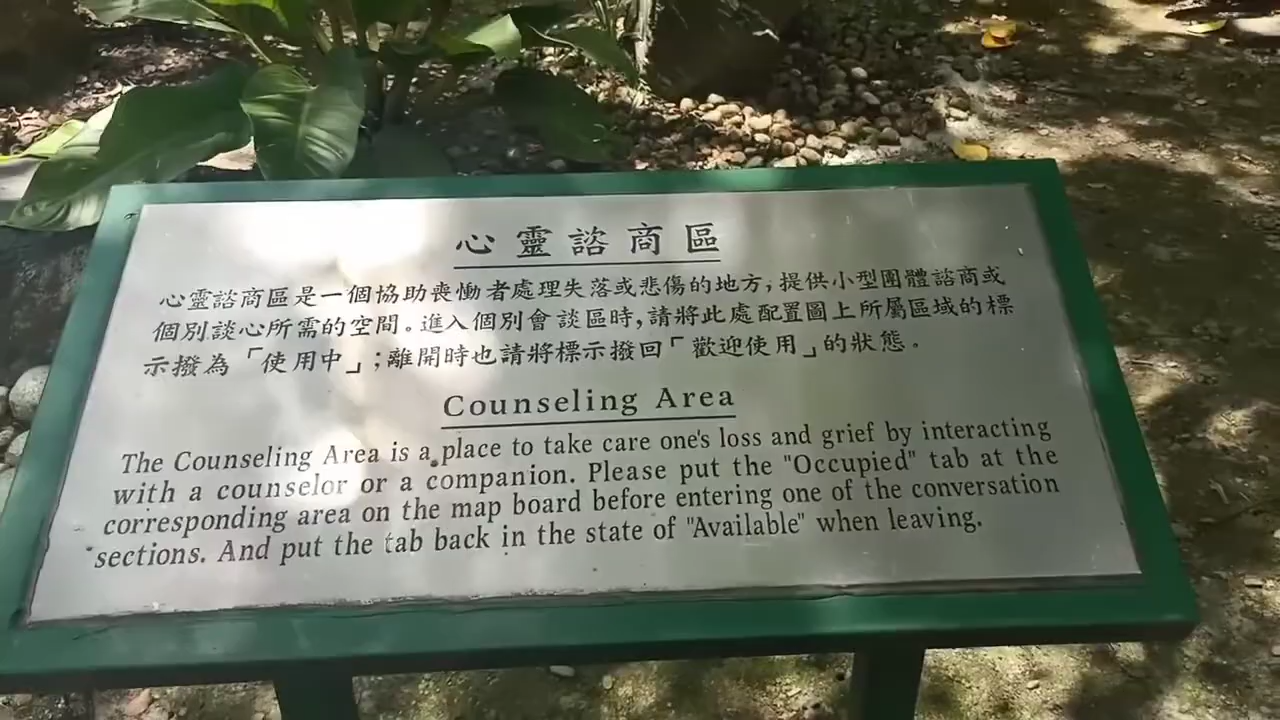 心靈諮商區
心靈諮商區是一個協助喪慟者處理失落或悲傷的地方，提供小型團體諮商或
個別談心所需的空間。進入個別會談區時，請將此處配置圖上所屬區域的標
示撥為「使用中」；離開時也請將標示撥回「歡迎使用」的狀態。
Counseling Area
The Counseling Area is a place to take care one's loss and grief by interacting
with a counselor or a companion. Please put the "Occupied" tab at the
corresponding area on the map board before entering one of the conversation
sections. And put the tab back in the state of "Available" when leaving.